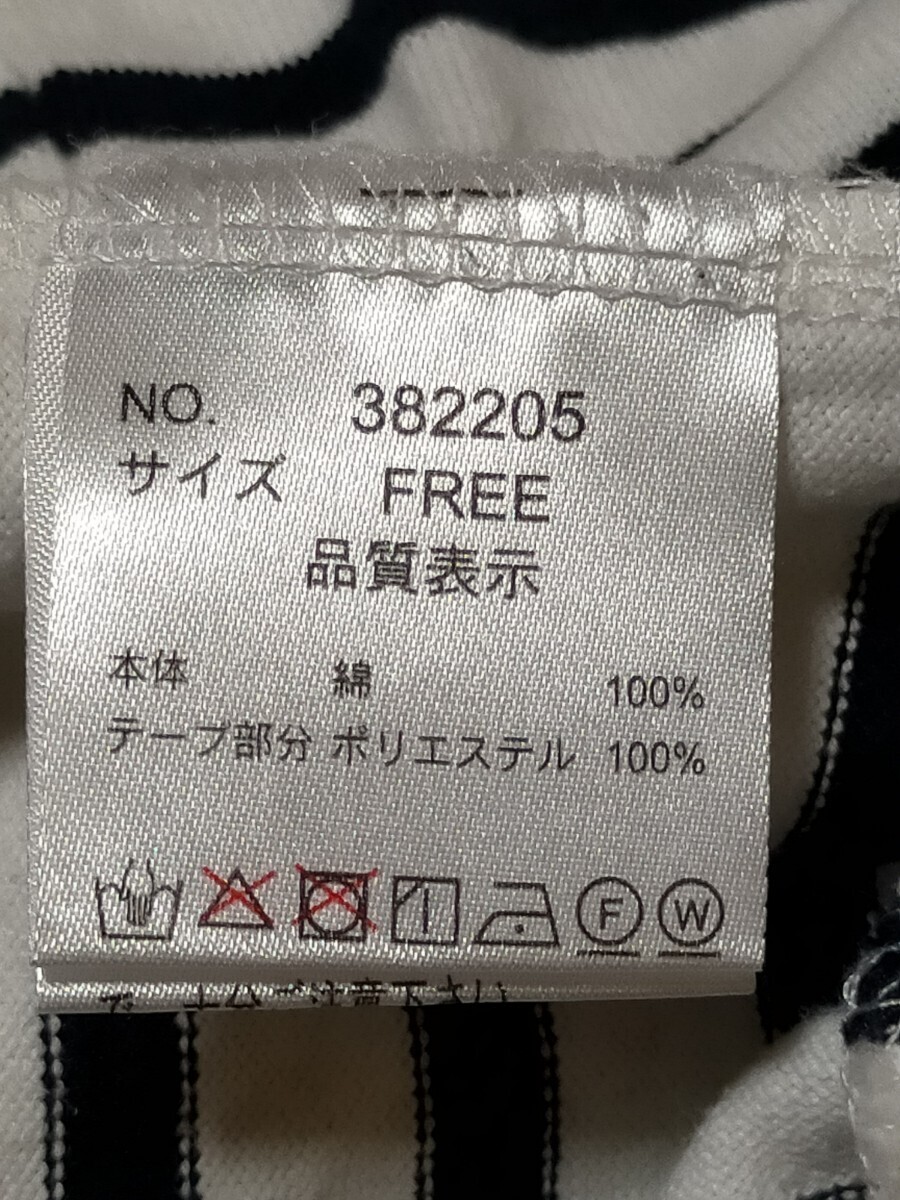 NO. 382205
サイズ FREE
品質表示
本体 綿 100%
テープ部分 ポリエステル 100%
F W